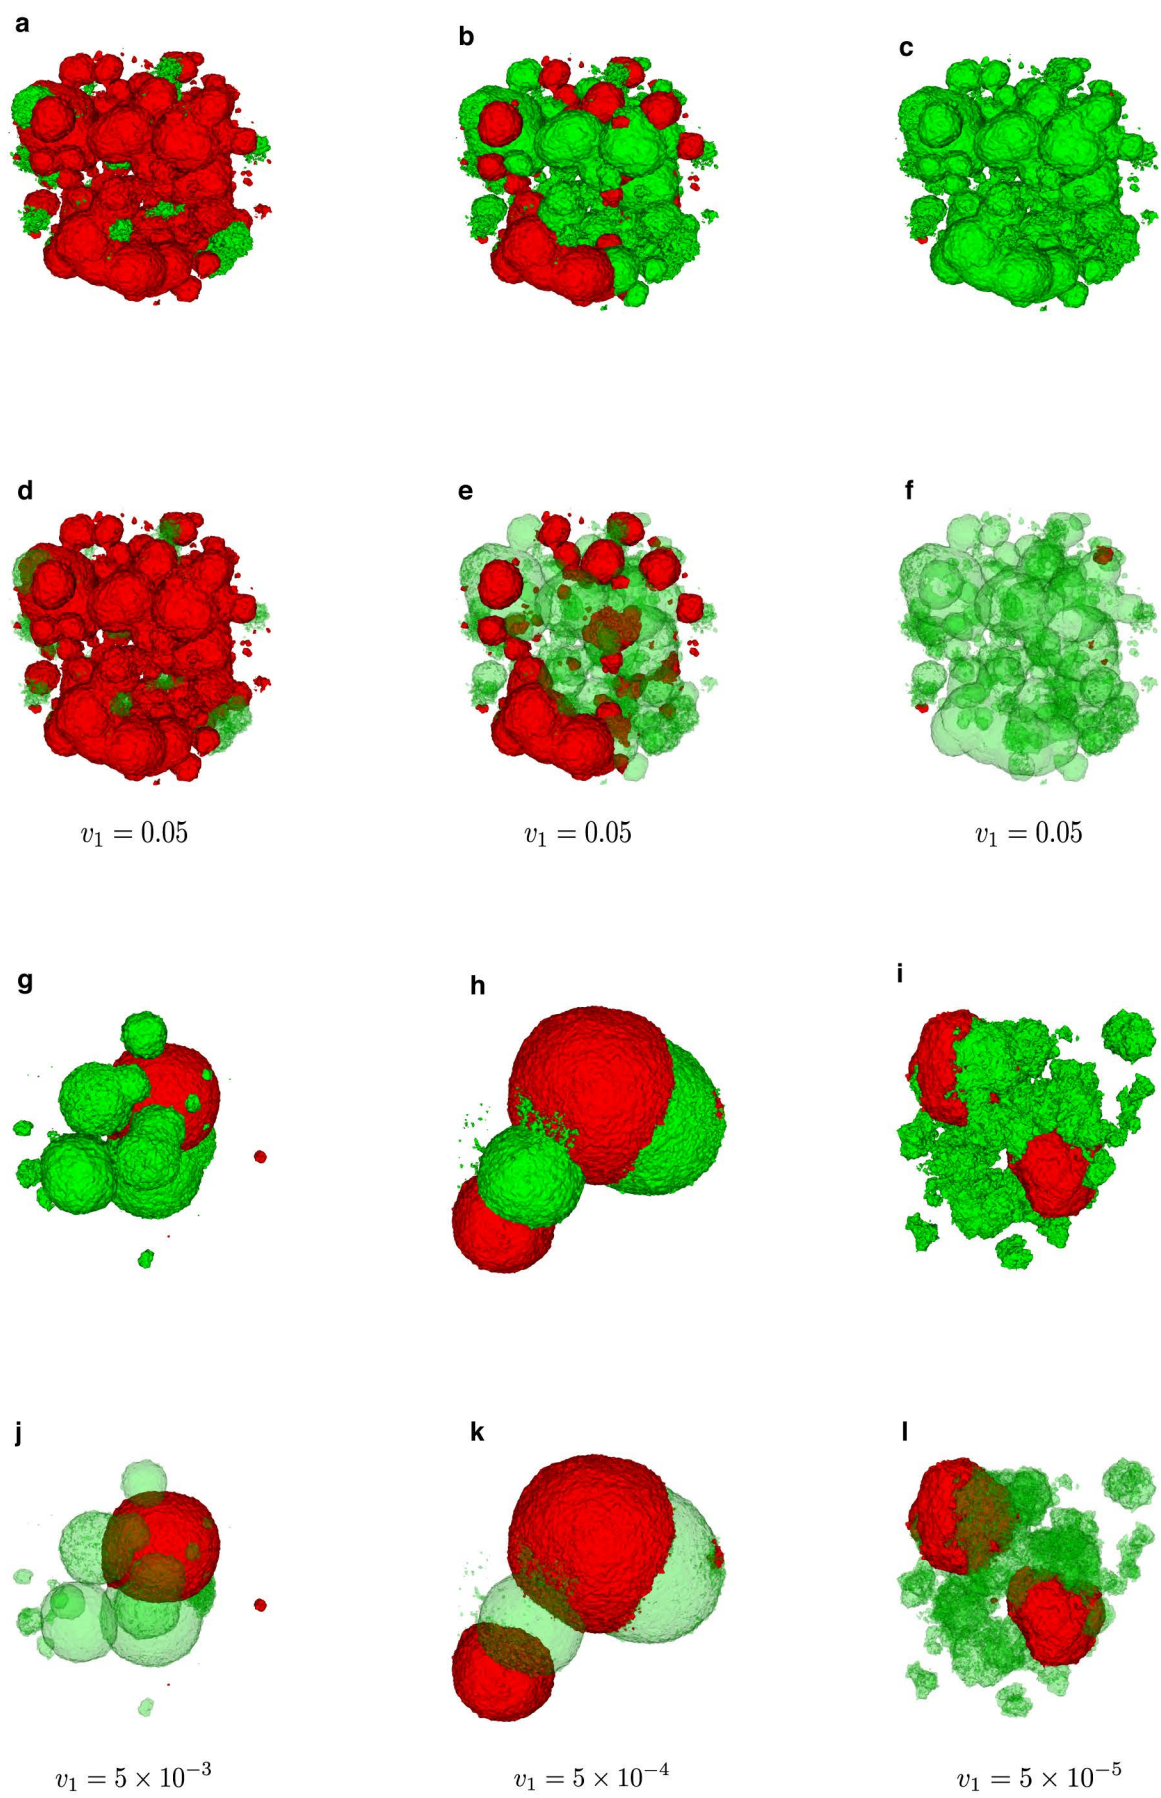 a
b
c
d
e
f
v₁ = 0.05
v₁ = 0.05
v₁ = 0.05
g
h
i
j
k
l
v₁ = 5 × 10⁻³
v₁ = 5 × 10⁻⁴
v₁ = 5 × 10⁻⁵